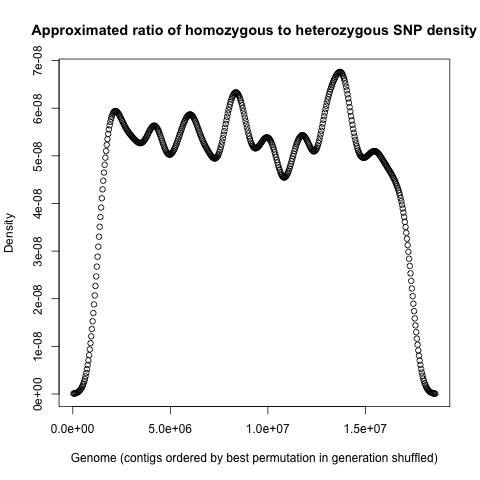 Approximated ratio of homozygous to heterozygous SNP density
Density
7e-08
6e-08
5e-08
4e-08
3e-08
2e-08
1e-08
0e+00
0.0e+00 5.0e+06 1.0e+07 1.5e+07
Genome (contigs ordered by best permutation in generation shuffled)